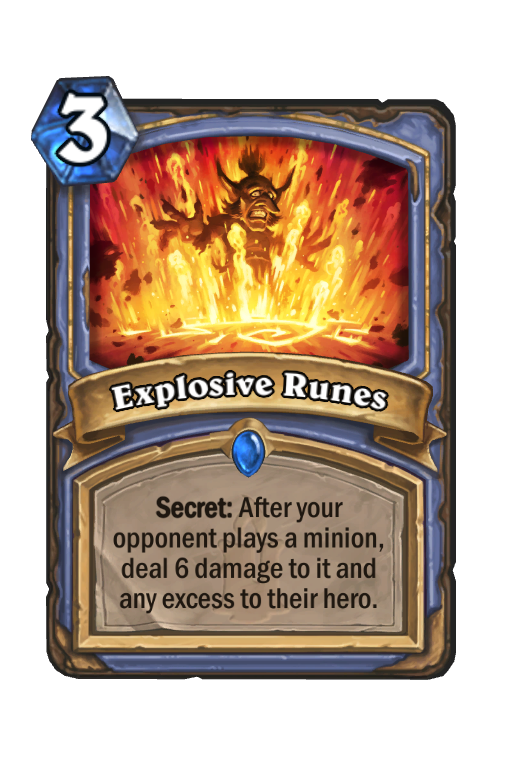 3
Explosive Runes
Secret: After your
opponent plays a minion,
deal 6 damage to it and
any excess to their hero.